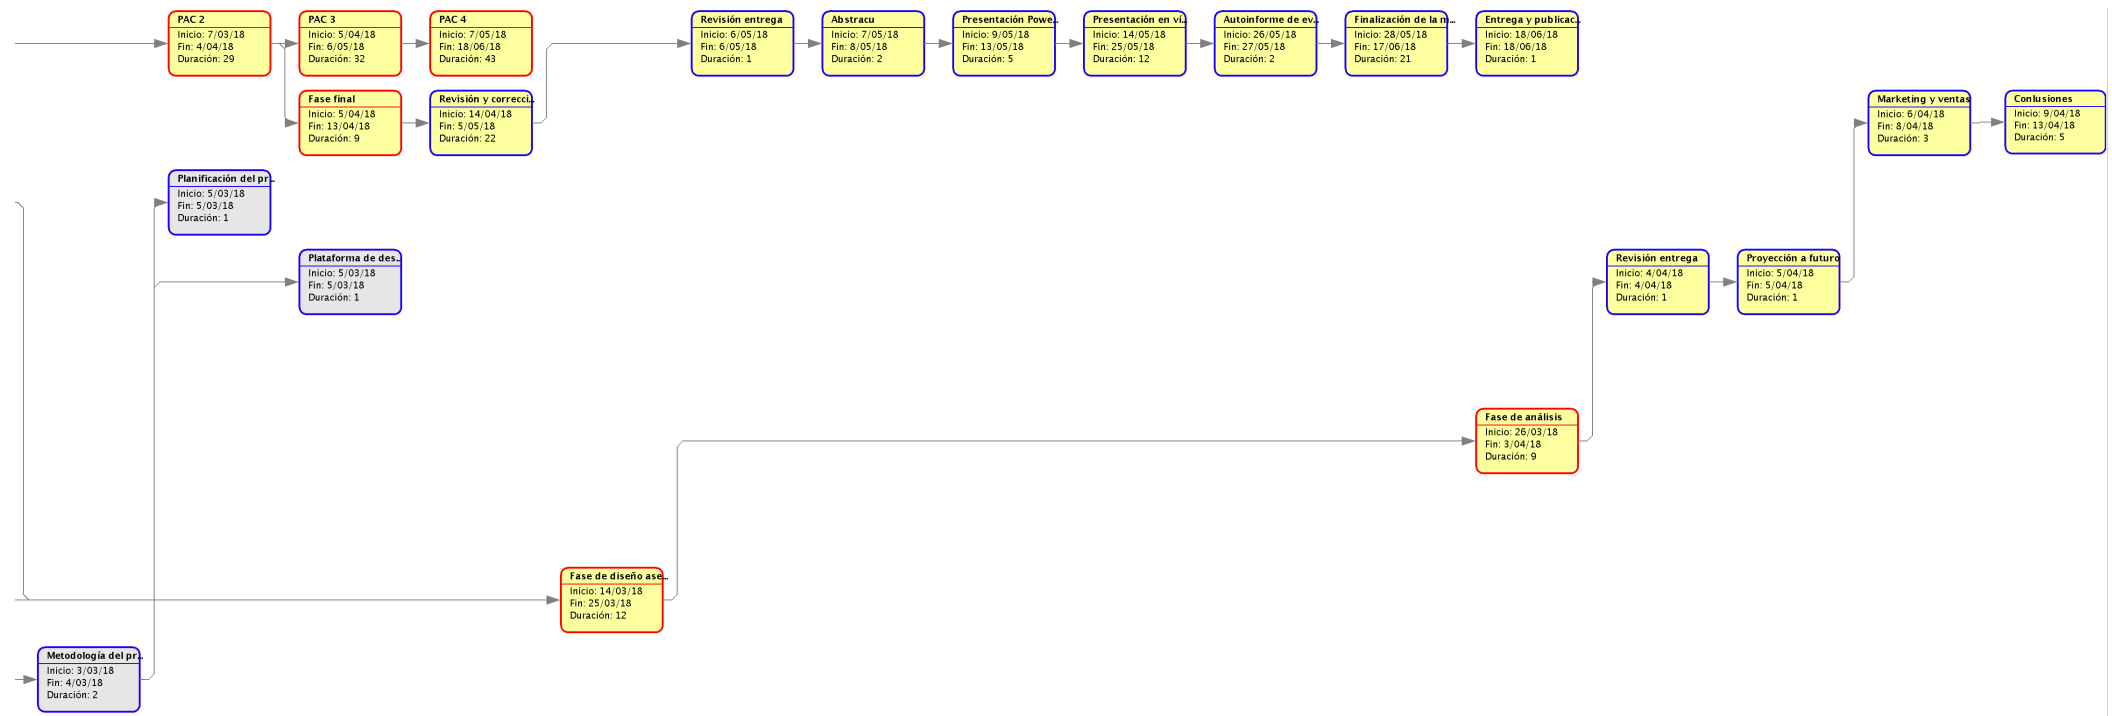 PAC 2
Inicio: 7/03/18
Fin: 4/04/18
Duración: 29
PAC 3
Inicio: 5/04/18
Fin: 6/05/18
Duración: 32
PAC 4
Inicio: 7/05/18
Fin: 18/06/18
Duración: 43
Revisión entrega
Inicio: 6/05/18
Fin: 6/05/18
Duración: 1
Abstracu
Inicio: 7/05/18
Fin: 8/05/18
Duración: 2
Presentación Powe...
Inicio: 9/05/18
Fin: 13/05/18
Duración: 5
Presentación en ví...
Inicio: 14/05/18
Fin: 25/05/18
Duración: 12
Autoinforme de ev...
Inicio: 26/05/18
Fin: 27/05/18
Duración: 2
Finalización de la m...
Inicio: 28/05/18
Fin: 17/06/18
Duración: 21
Entrega y publicac...
Inicio: 18/06/18
Fin: 18/06/18
Duración: 1
Fase final
Inicio: 5/04/18
Fin: 13/04/18
Duración: 9
Revisión y correcci...
Inicio: 14/04/18
Fin: 5/05/18
Duración: 22
Marketing y ventas
Inicio: 6/04/18
Fin: 8/04/18
Duración: 3
Conlusiones
Inicio: 9/04/18
Fin: 13/04/18
Duración: 5
Planificación del pr...
Inicio: 5/03/18
Fin: 5/03/18
Duración: 1
Plataforma de des...
Inicio: 5/03/18
Fin: 5/03/18
Duración: 1
Revisión entrega
Inicio: 4/04/18
Fin: 4/04/18
Duración: 1
Proyección a futuro
Inicio: 5/04/18
Fin: 5/04/18
Duración: 1
Fase de análisis
Inicio: 26/03/18
Fin: 3/04/18
Duración: 9
Fase de diseño ase...
Inicio: 14/03/18
Fin: 25/03/18
Duración: 12
Metodología del pr...
Inicio: 3/03/18
Fin: 4/03/18
Duración: 2